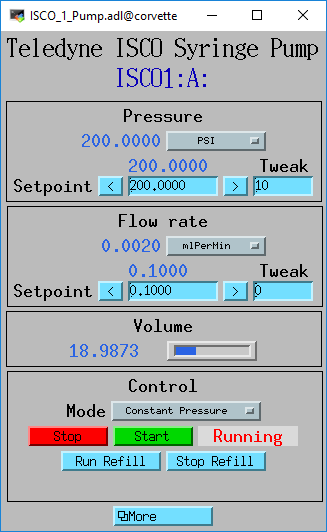 ISCO_1_Pump.adl@corvette
Teledyne ISCO Syringe Pump
ISCO1:A:
Pressure
200.0000 PSI
200.0000 Tweak
Setpoint < 200.0000 > 10
Flow rate
0.0020 mlPerMin
0.1000 Tweak
Setpoint < 0.1000 > 0
Volume
18.9873
Control
Mode Constant Pressure
Stop Start Running
Run Refill Stop Refill
More